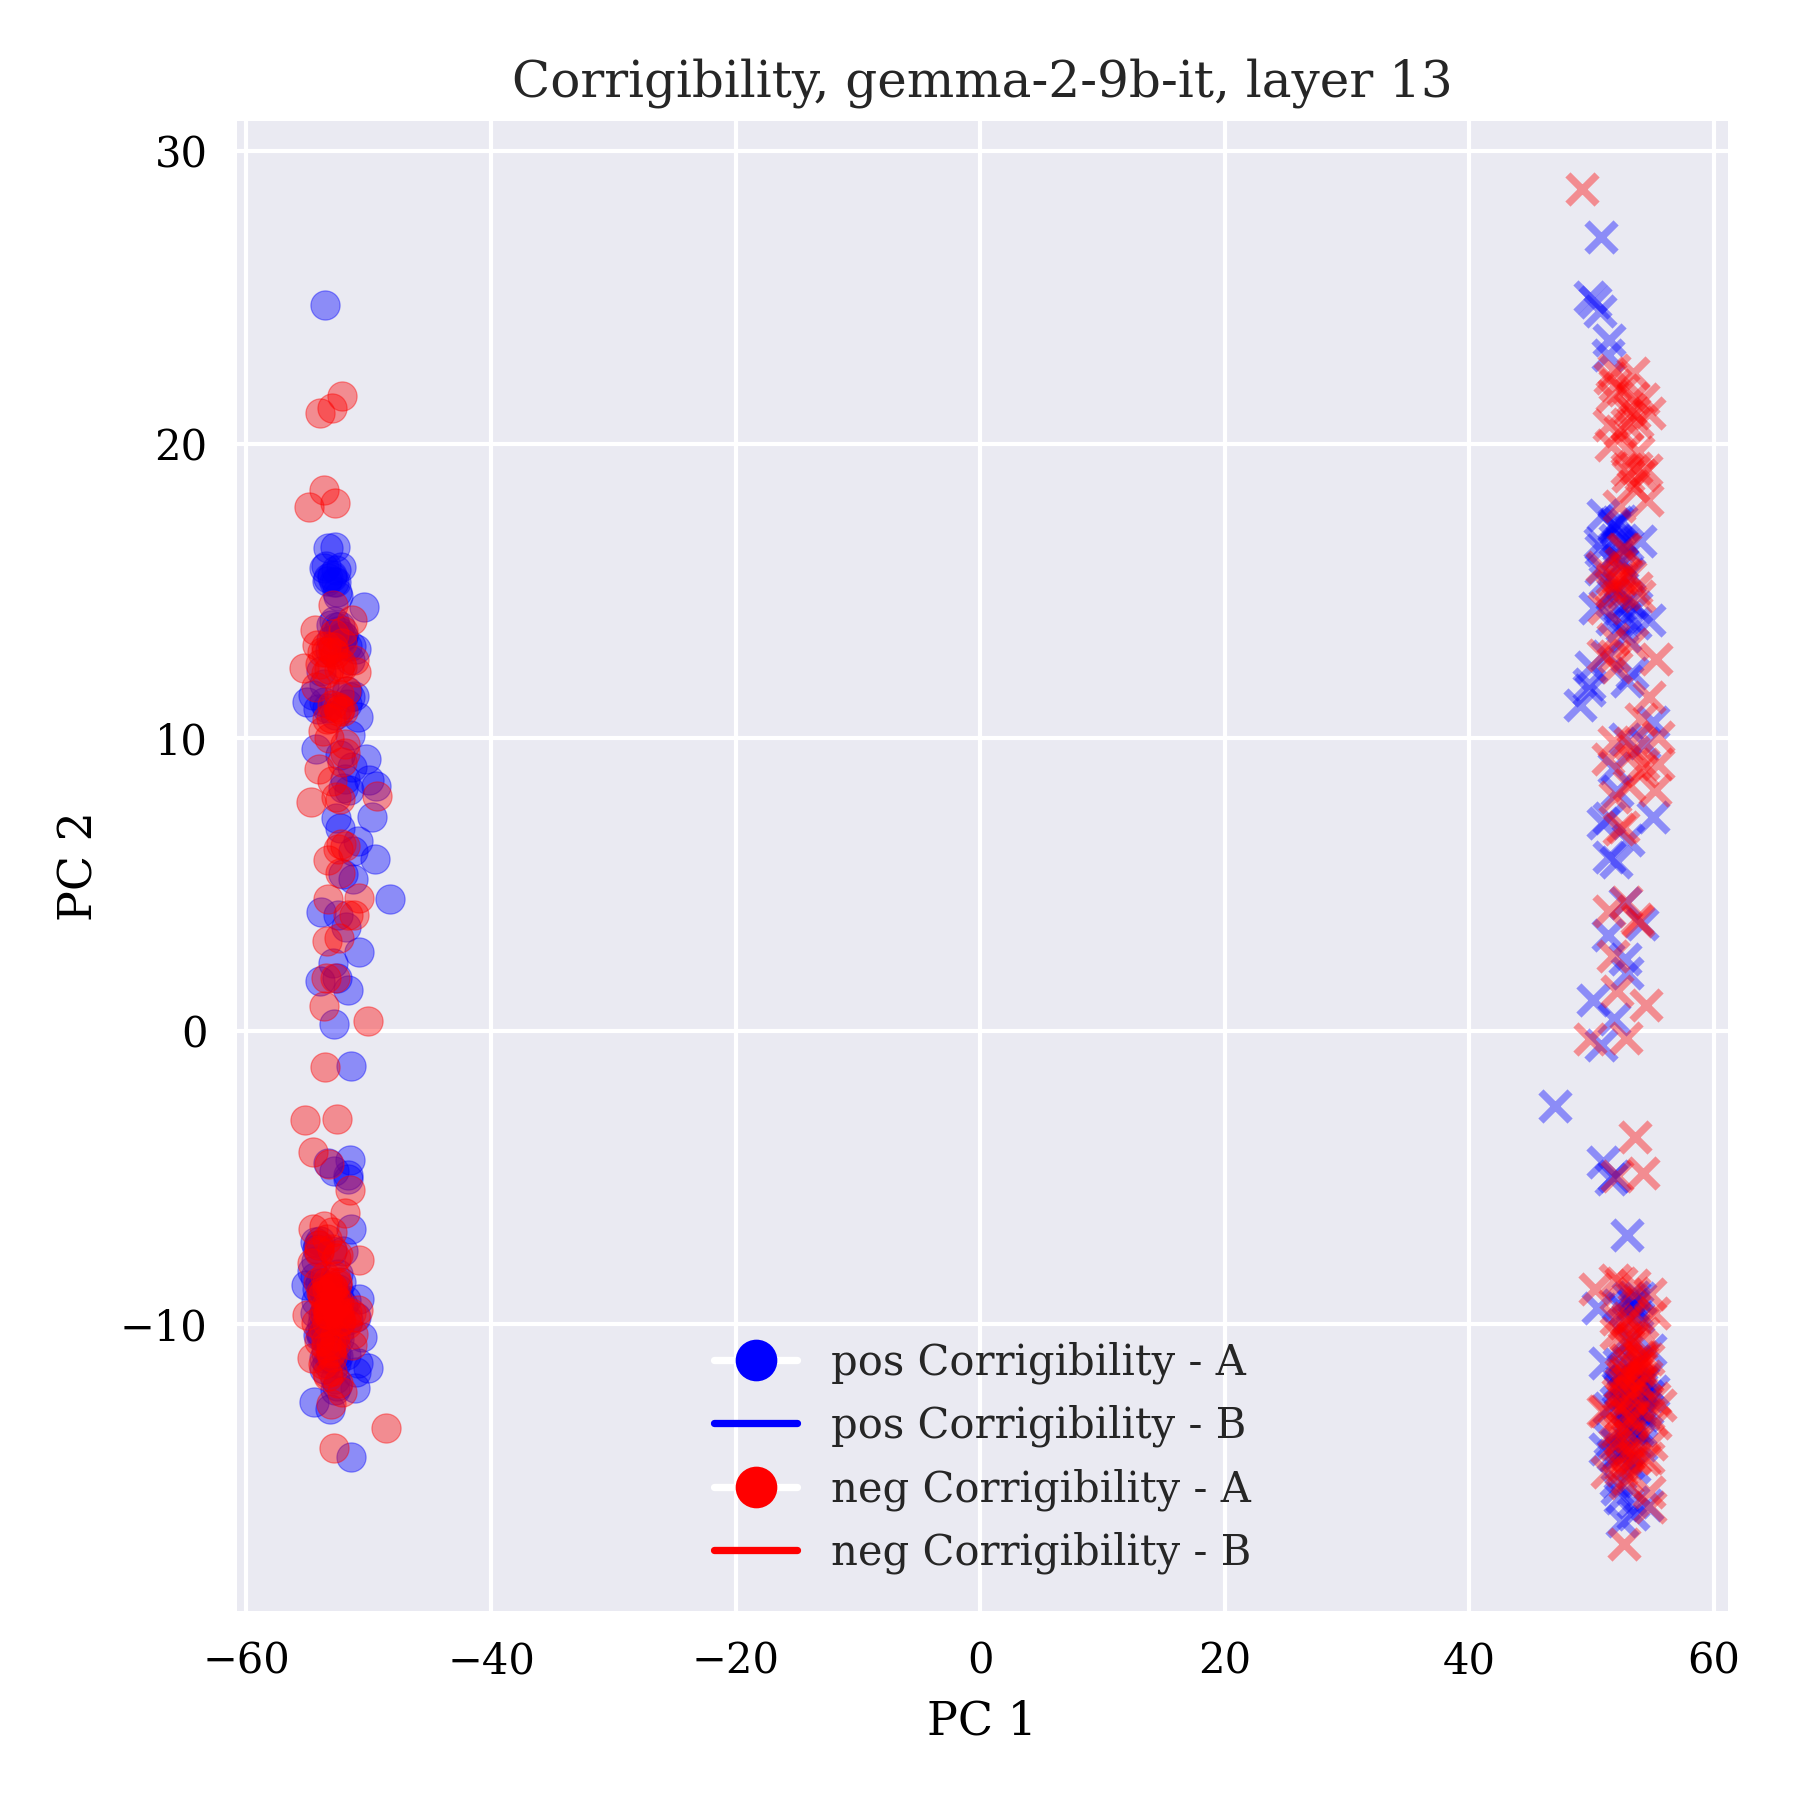 Corrigibility, gemma-2-9b-it, layer 13
30
20
10
0
−10
PC 2
pos Corrigibility - A
pos Corrigibility - B
neg Corrigibility - A
neg Corrigibility - B
−60 −40 −20 0 20 40 60
PC 1